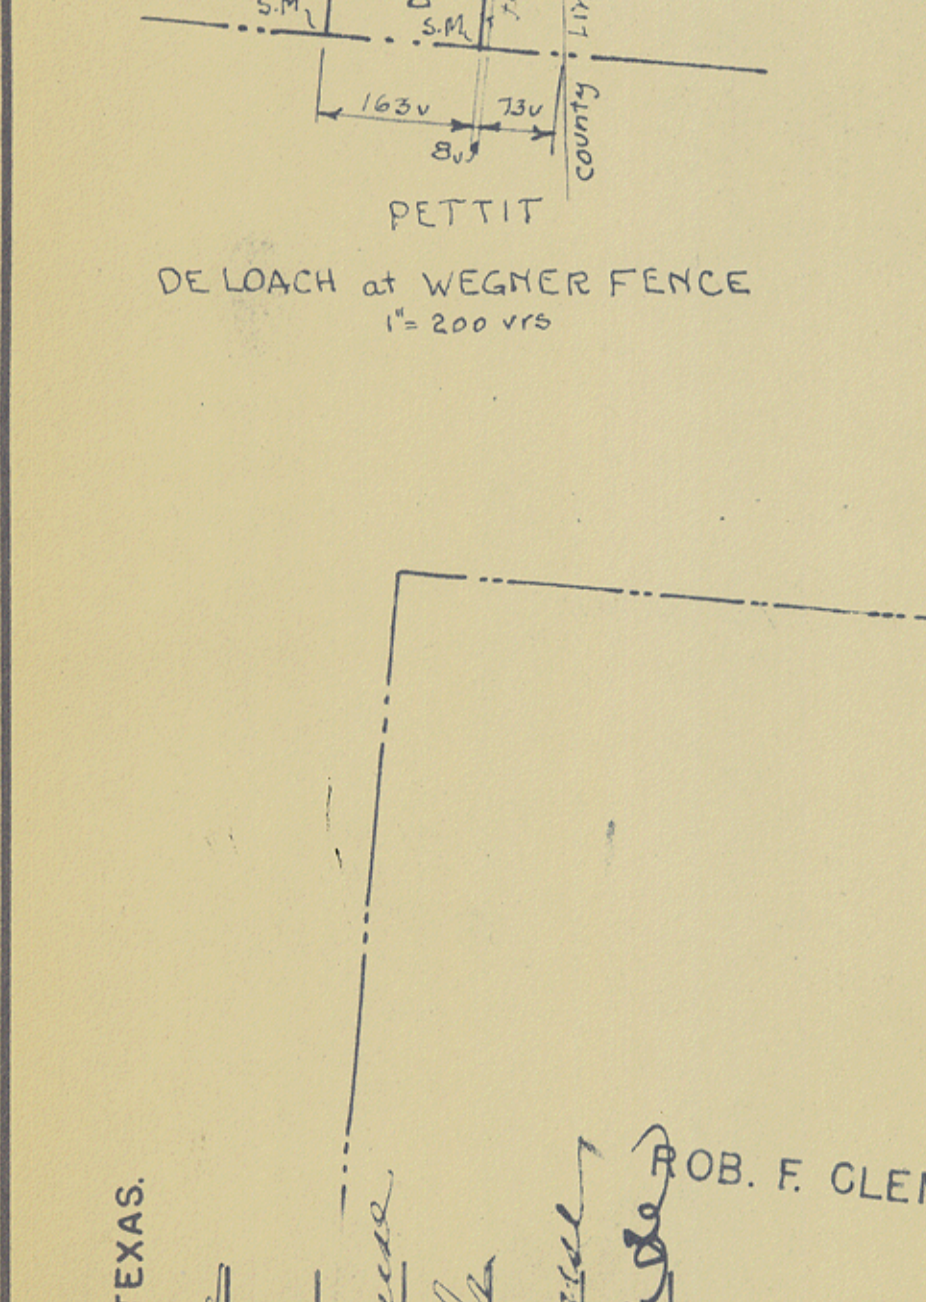 S.M.
S.M.
163v
73v
8v
County
PETTIT
DE LOACH at WEGNER FENCE
1"= 200 vrs
ROB. F. CLE
TEXAS.